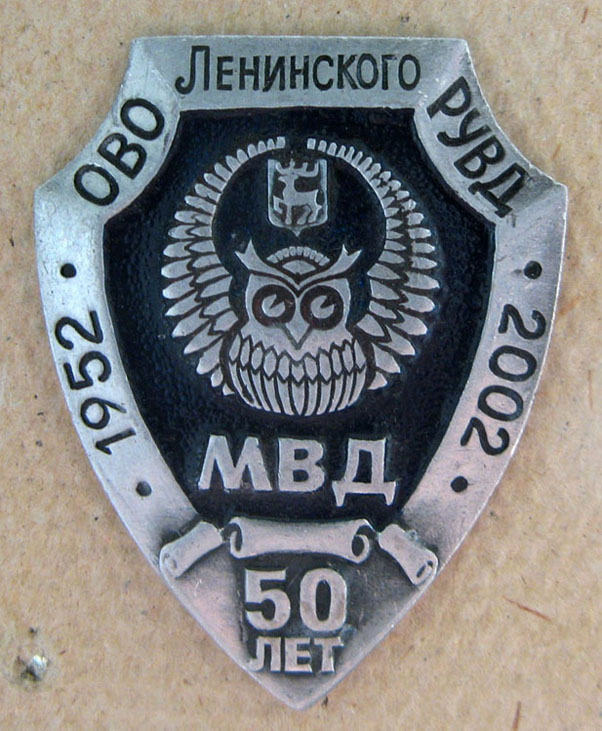 ОВО Ленинского РУВД
1952
2002
МВД
50
ЛЕТ